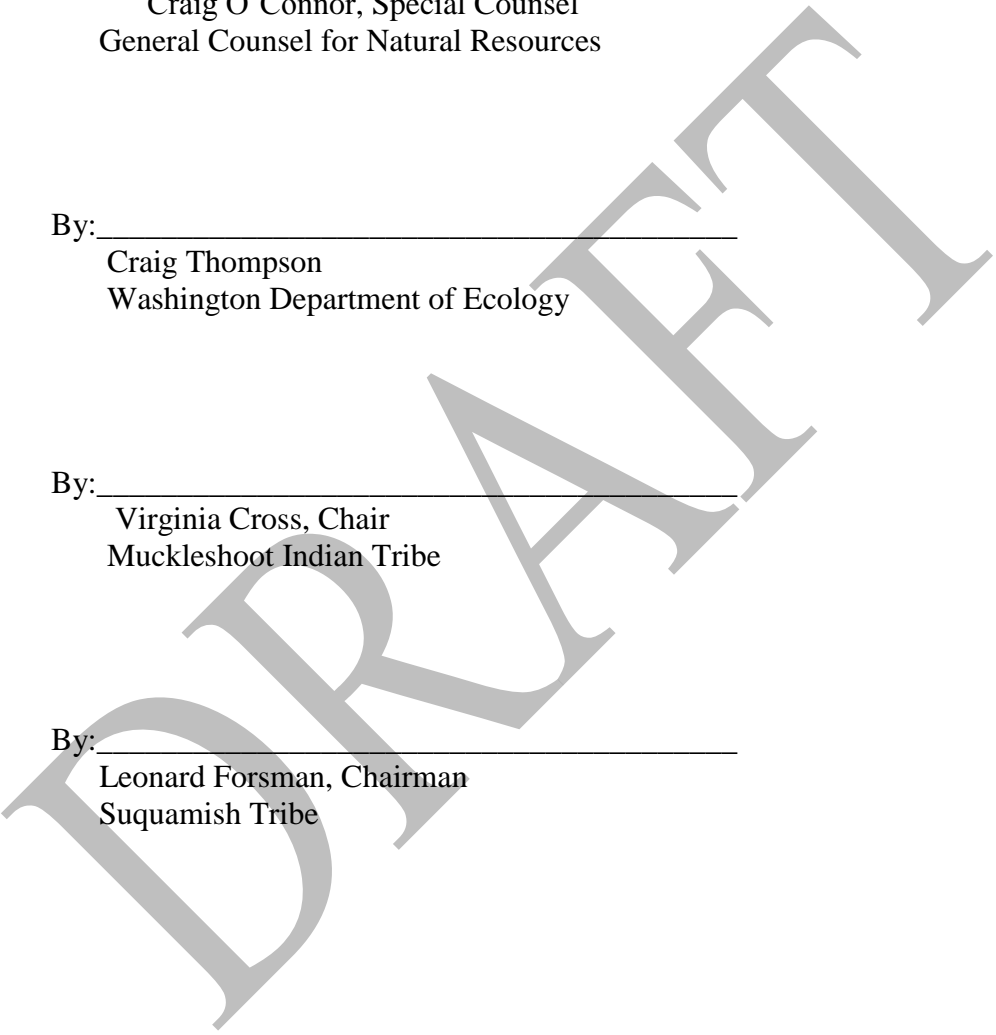 Craig O'Connor, Special Counsel
General Counsel for Natural Resources
By:________________________________________
Craig Thompson
Washington Department of Ecology
By:________________________________________
Virginia Cross, Chair
Muckleshoot Indian Tribe
By:________________________________________
Leonard Forsman, Chairman
Suquamish Tribe
DRAFT